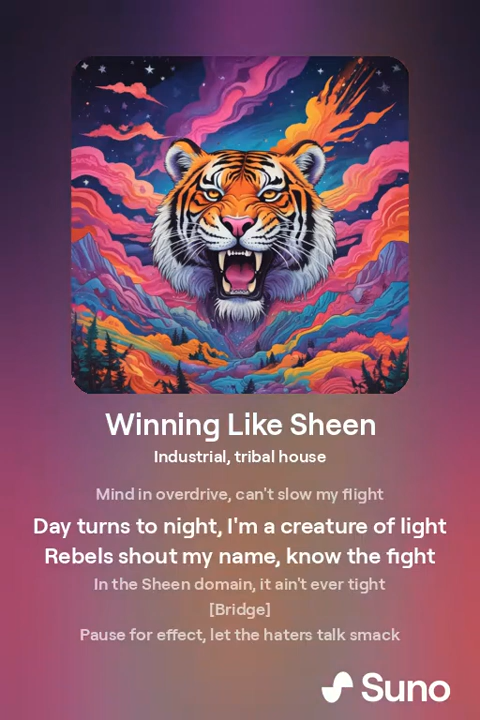 Winning Like Sheen
Industrial, tribal house
Mind in overdrive, can't slow my flight
Day turns to night, I'm a creature of light
Rebels shout my name, know the fight
In the Sheen domain, it ain't ever tight
[Bridge]
Pause for effect, let the haters talk smack
Suno